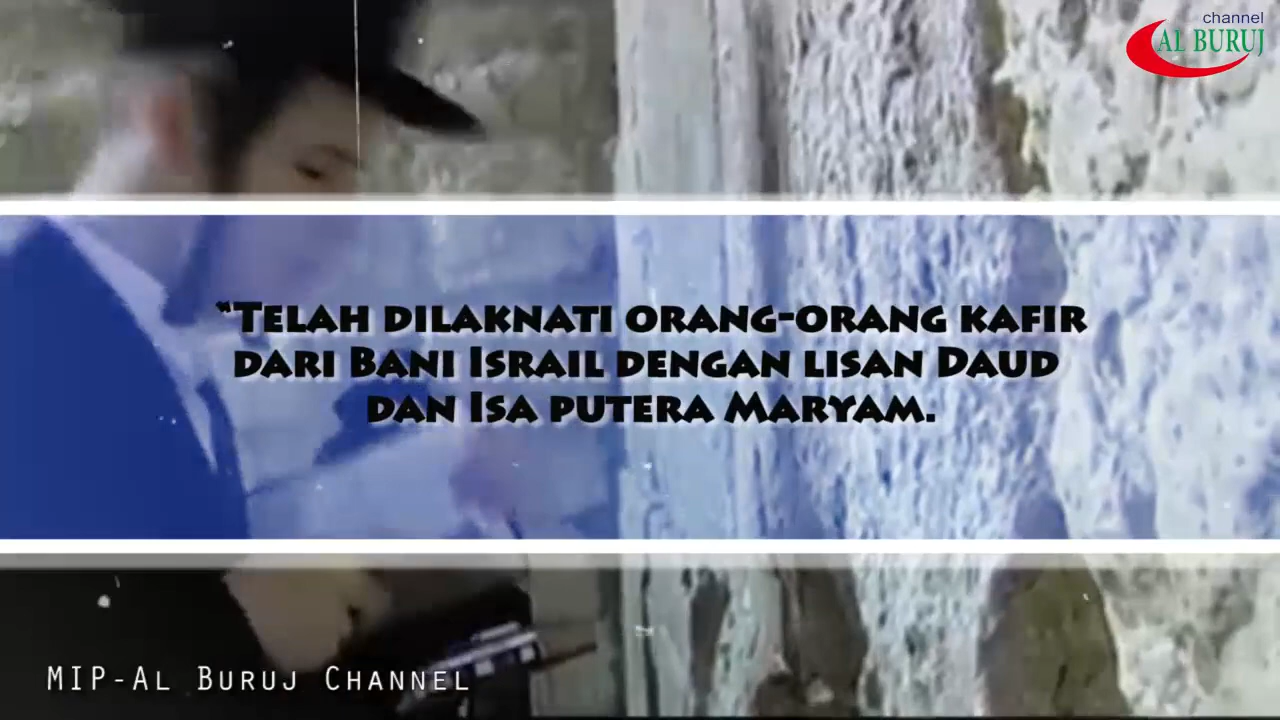 channel
AL BURUJ
“Telah dilaknati orang-orang kafir
dari Bani Israil dengan lisan Daud
dan Isa putera Maryam.
MIP-Al Buruj Channel